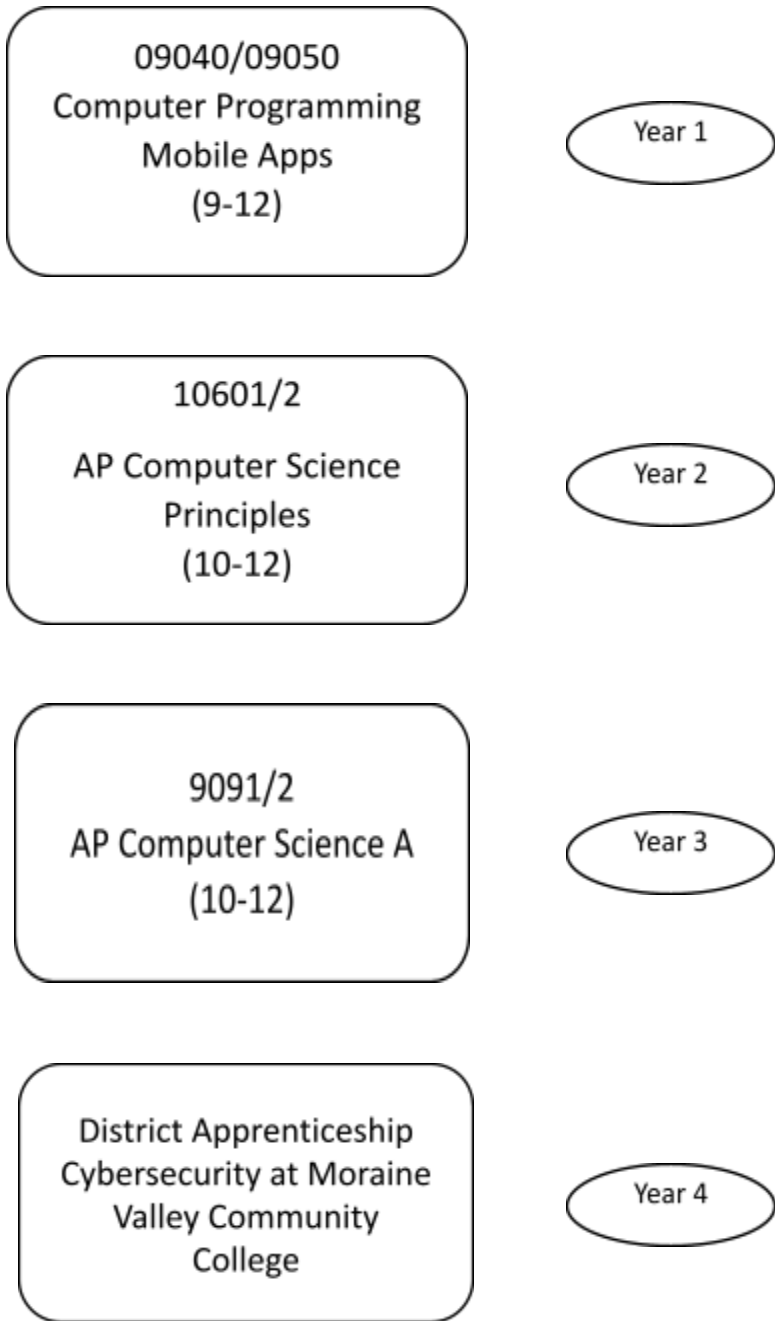 09040/09050
Computer Programming
Mobile Apps
(9-12)
Year 1
10601/2
AP Computer Science
Principles
(10-12)
Year 2
9091/2
AP Computer Science A
(10-12)
Year 3
District Apprenticeship
Cybersecurity at Moraine
Valley Community
College
Year 4